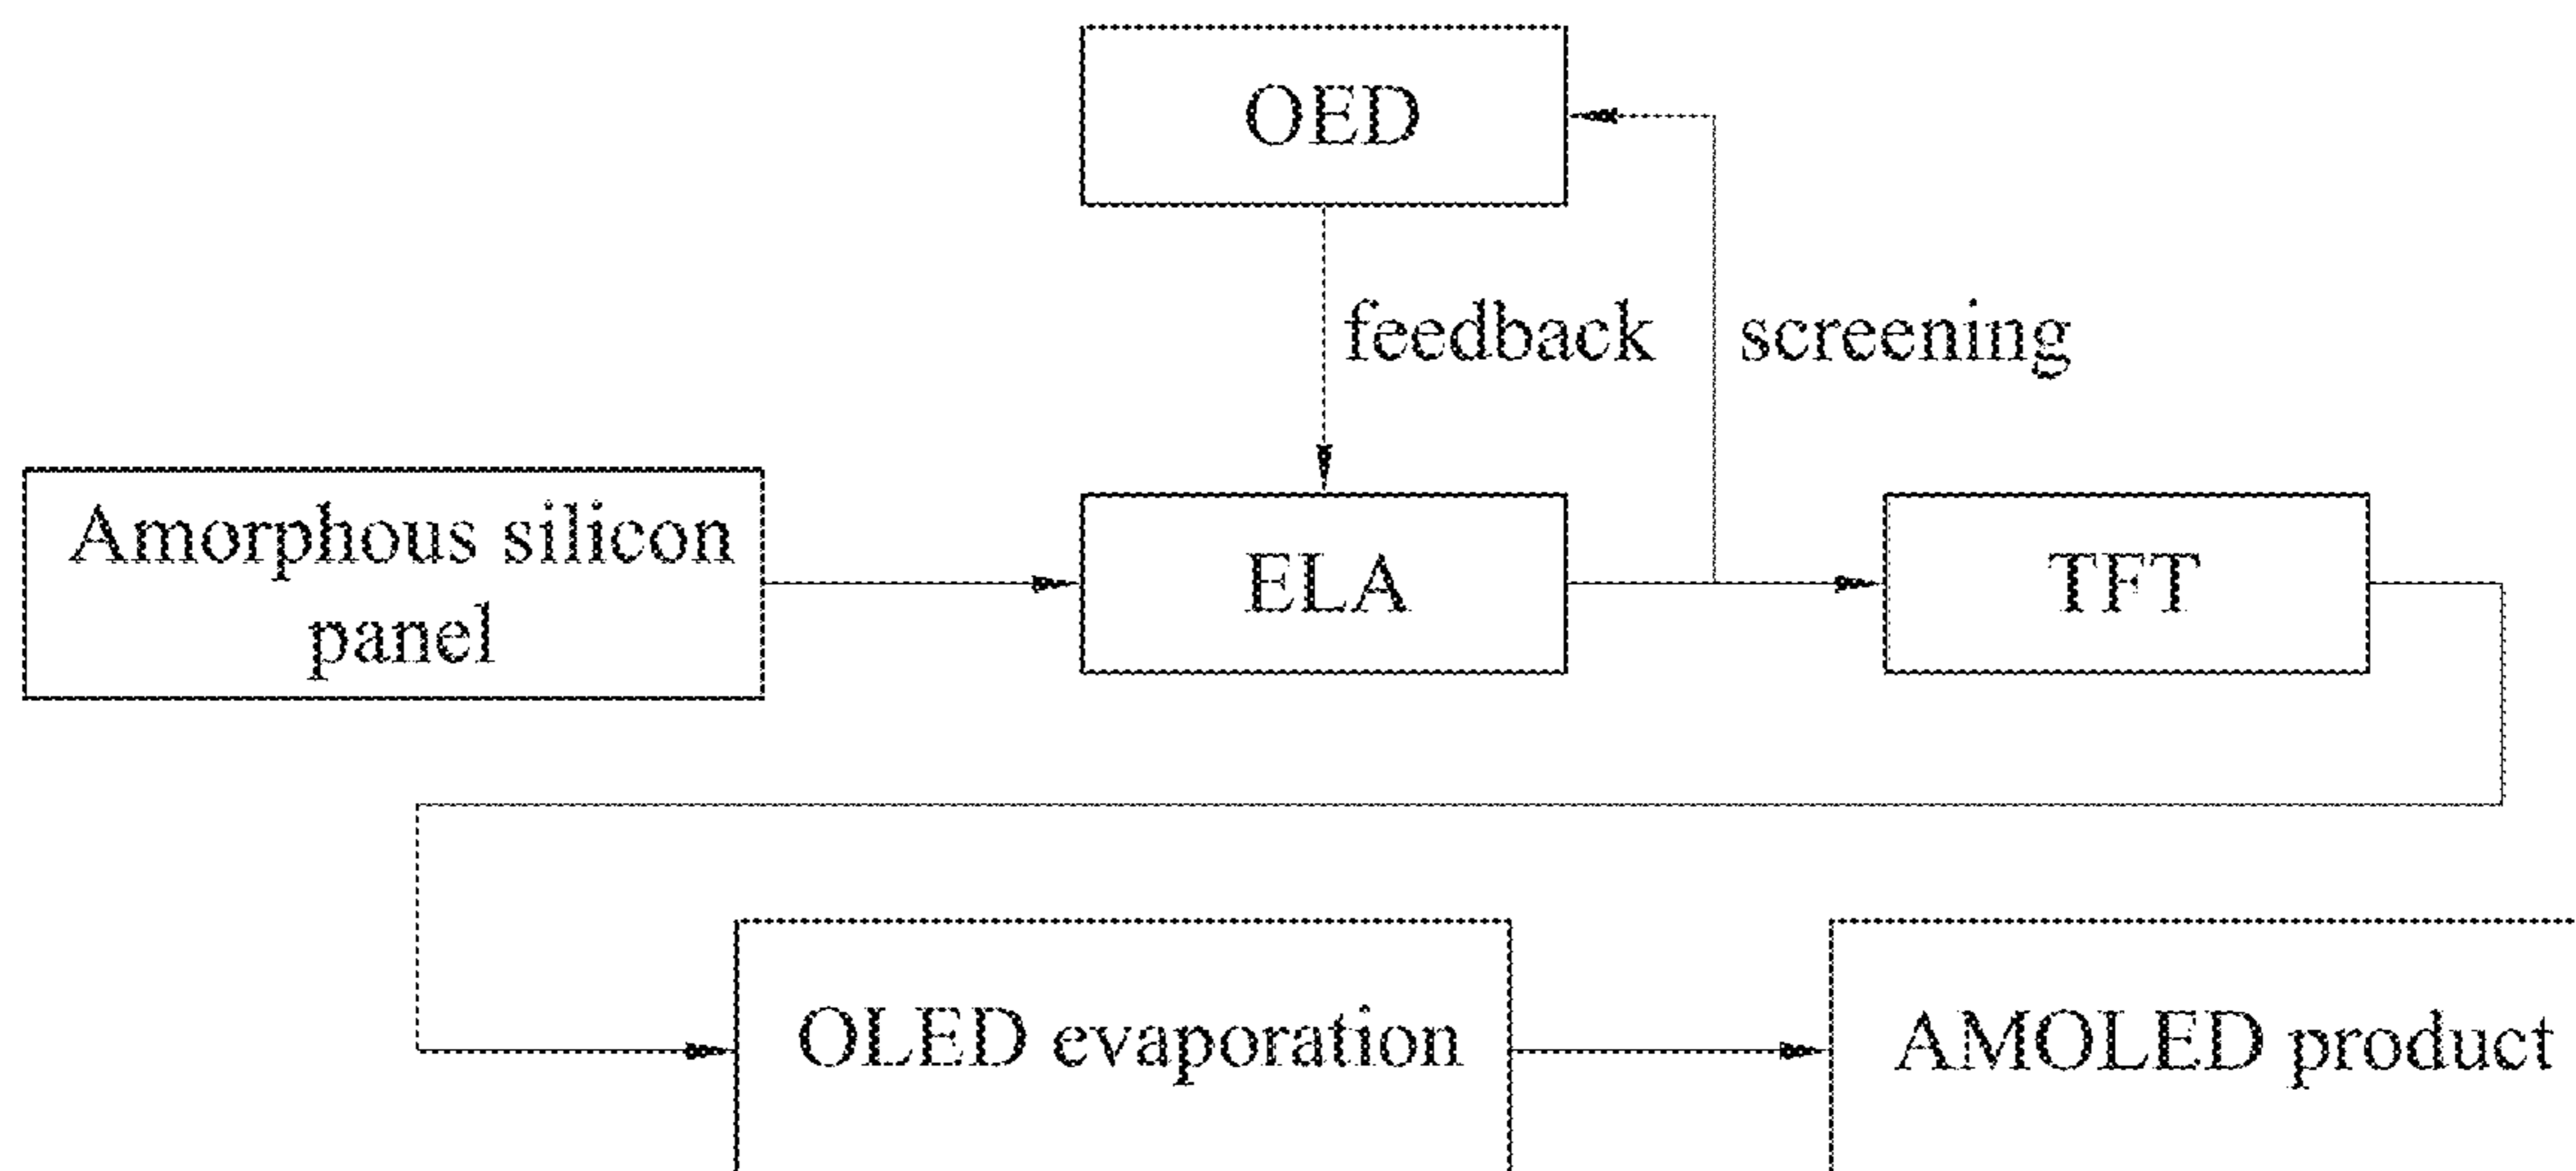 OED
feedback
screening
Amorphous silicon
panel
ELA
TFT
OLED evaporation
AMOLED product